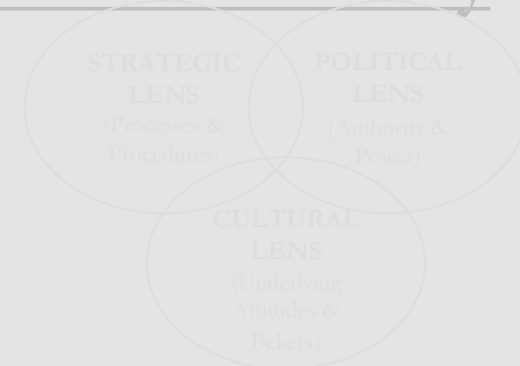 STRATEGIC
LENS
(Processes &
Procedures)
POLITICAL
LENS
(Authority &
Power)
CULTURAL
LENS
(Underlying
Attitudes &
Beliefs)